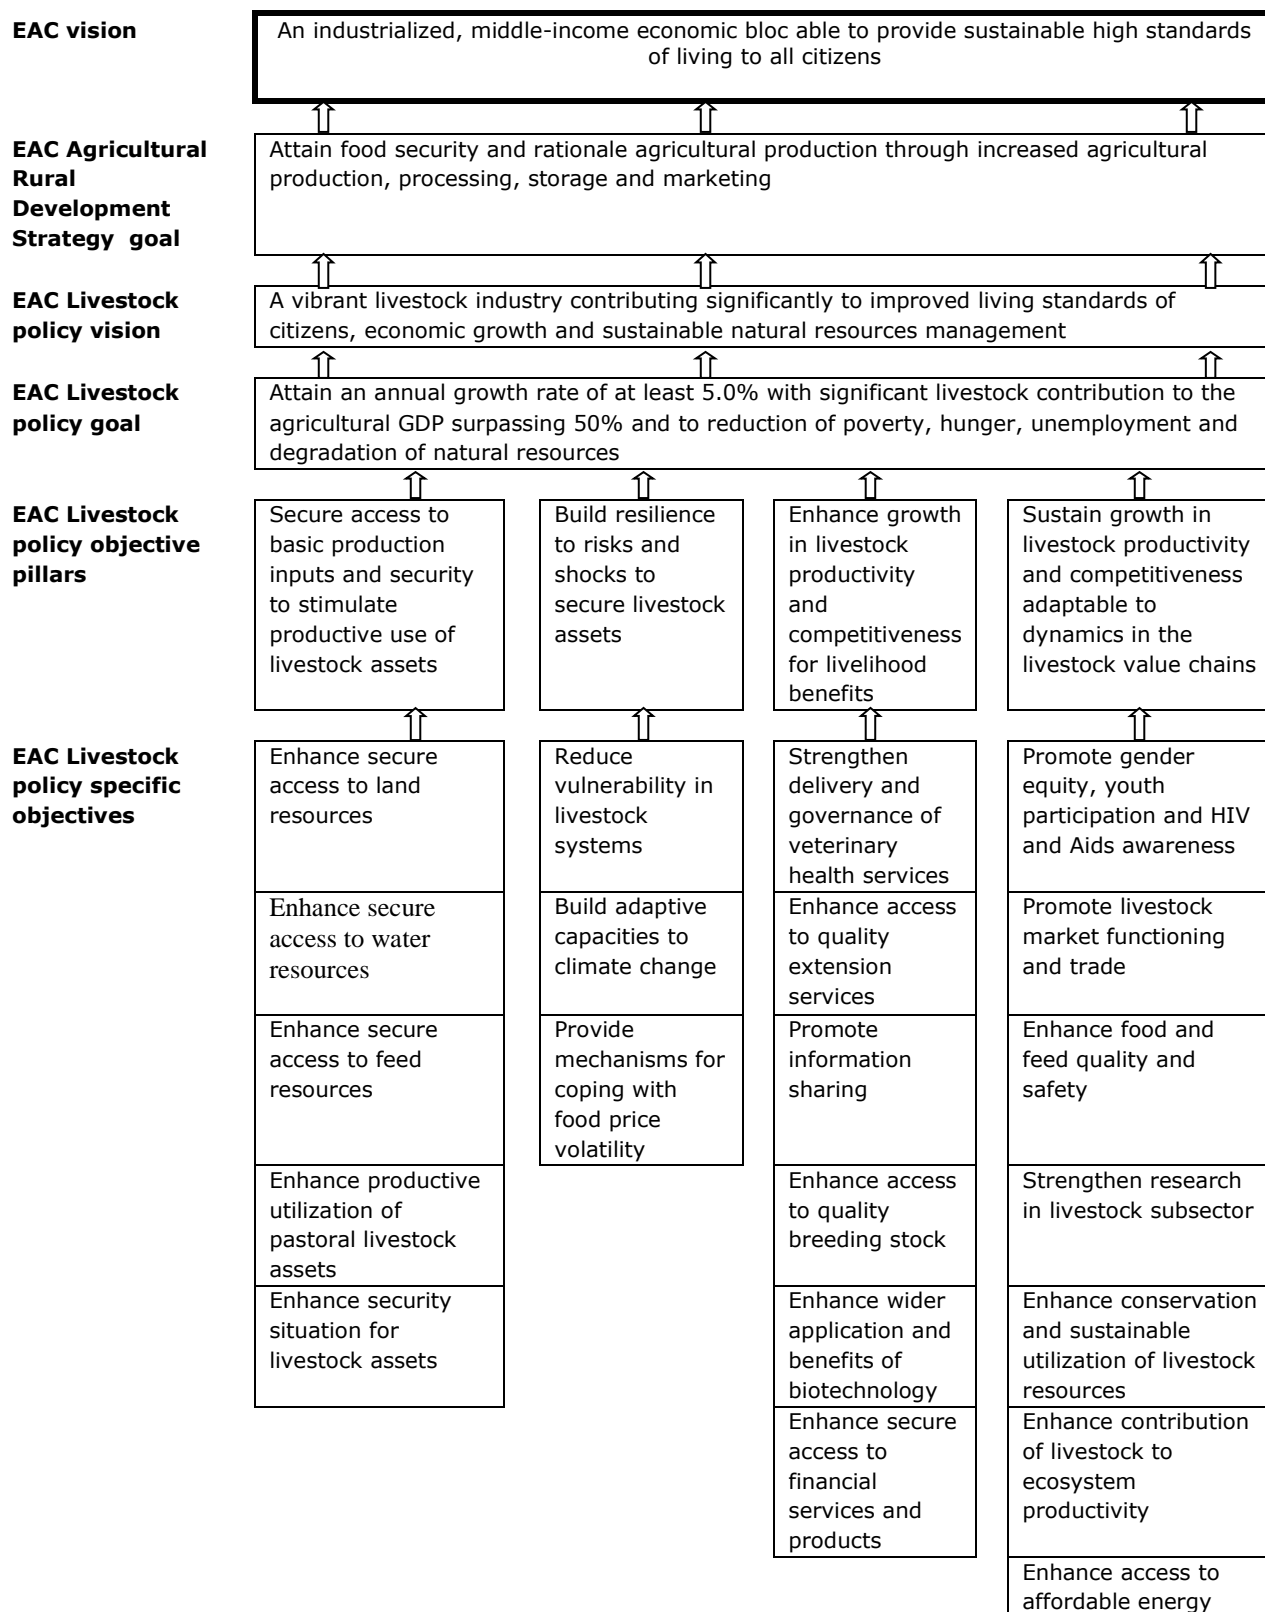 EAC vision
An industrialized, middle-income economic bloc able to provide sustainable high standards
of living to all citizens
EAC Agricultural
Rural
Development
Strategy goal
Attain food security and rationale agricultural production through increased agricultural
production, processing, storage and marketing
EAC Livestock
policy vision
A vibrant livestock industry contributing significantly to improved living standards of
citizens, economic growth and sustainable natural resources management
EAC Livestock
policy goal
Attain an annual growth rate of at least 5.0% with significant livestock contribution to the
agricultural GDP surpassing 50% and to reduction of poverty, hunger, unemployment and
degradation of natural resources
EAC Livestock
policy objective
pillars
Secure access to
basic production
inputs and security
to stimulate
productive use of
livestock assets
Build resilience
to risks and
shocks to
secure livestock
assets
Enhance growth
in livestock
productivity
and
competitiveness
for livelihood
benefits
Sustain growth in
livestock productivity
and competitiveness
adaptable to
dynamics in the
livestock value chains
EAC Livestock
policy specific
objectives
Enhance secure
access to land
resources
Enhance secure
access to water
resources
Enhance secure
access to feed
resources
Enhance productive
utilization of
pastoral livestock
assets
Enhance security
situation for
livestock assets
Reduce
vulnerability in
livestock
systems
Build adaptive
capacities to
climate change
Provide
mechanisms for
coping with
food price
volatility
Strengthen
delivery and
governance of
veterinary
health services
Enhance access
to quality
extension
services
Promote
information
sharing
Enhance access
to quality
breeding stock
Enhance wider
application and
benefits of
biotechnology
Enhance secure
access to
financial
services and
products
Promote gender
equity, youth
participation and HIV
and Aids awareness
Promote livestock
market functioning
and trade
Enhance food and
feed quality and
safety
Strengthen research
in livestock subsector
Enhance conservation
and sustainable
utilization of livestock
resources
Enhance contribution
of livestock to
ecosystem
productivity
Enhance access to
affordable energy